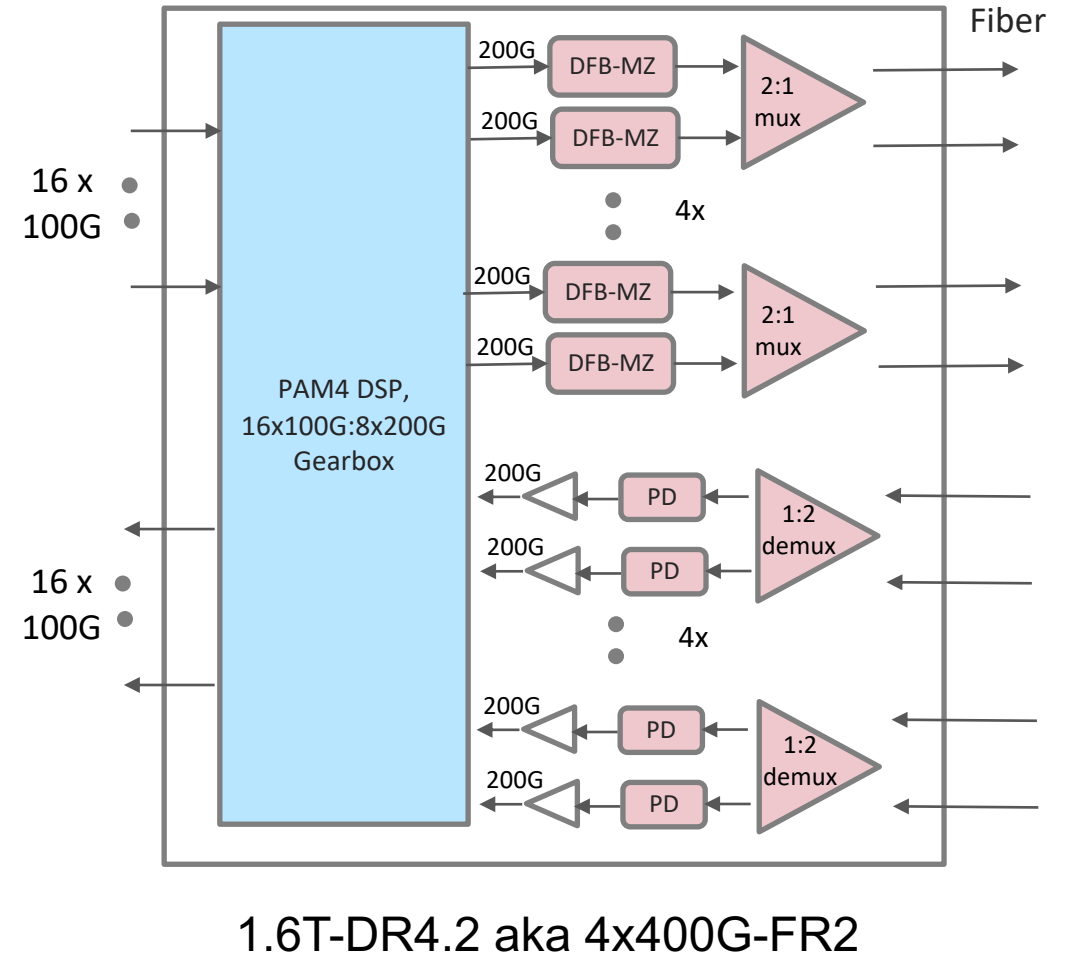 Fiber
16 x
100G
200G
DFB-MZ
200G
DFB-MZ
2:1
mux
4x
200G
DFB-MZ
200G
DFB-MZ
2:1
mux
PAM4 DSP,
16x100G:8x200G
Gearbox
16 x
100G
200G
PD
200G
PD
1:2
demux
4x
200G
PD
200G
PD
1:2
demux
1.6T-DR4.2 aka 4x400G-FR2